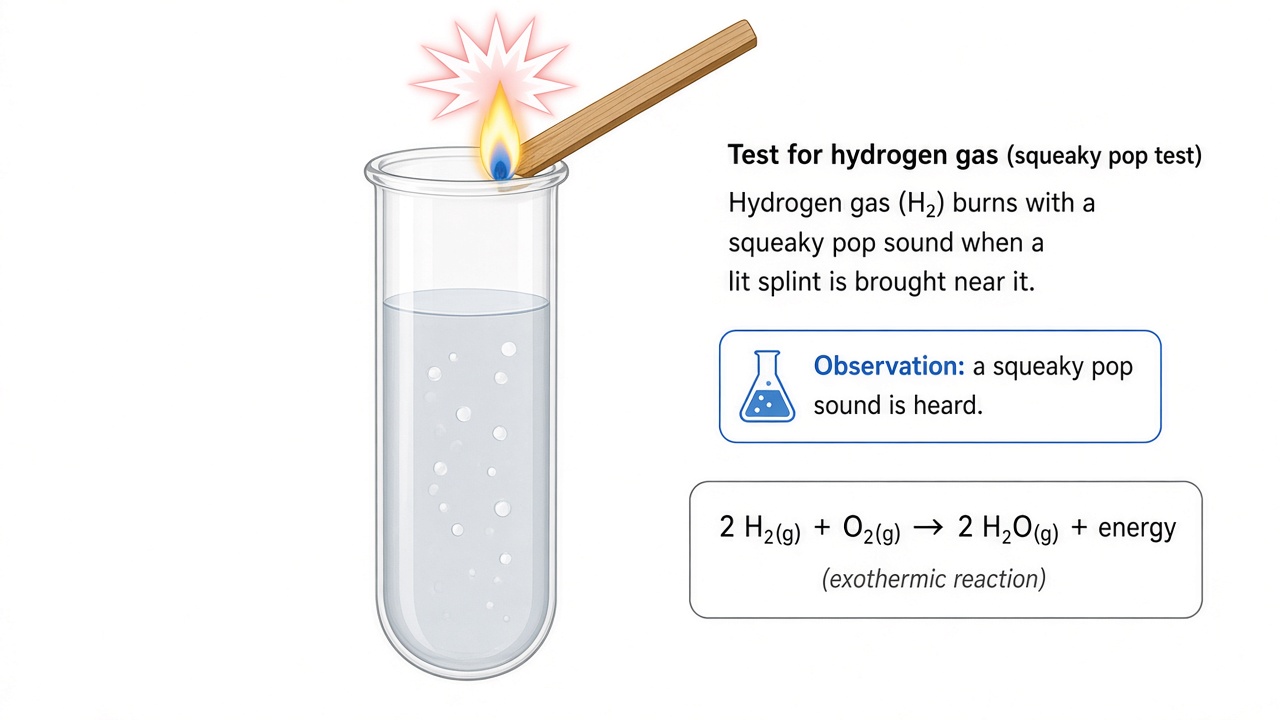 Test for hydrogen gas (squeaky pop test)
Hydrogen gas (H₂) burns with a
squeaky pop sound when a
lit splint is brought near it.
Observation: a squeaky pop
sound is heard.
2 H₂(g) + O₂(g) → 2 H₂O(g) + energy
(exothermic reaction)